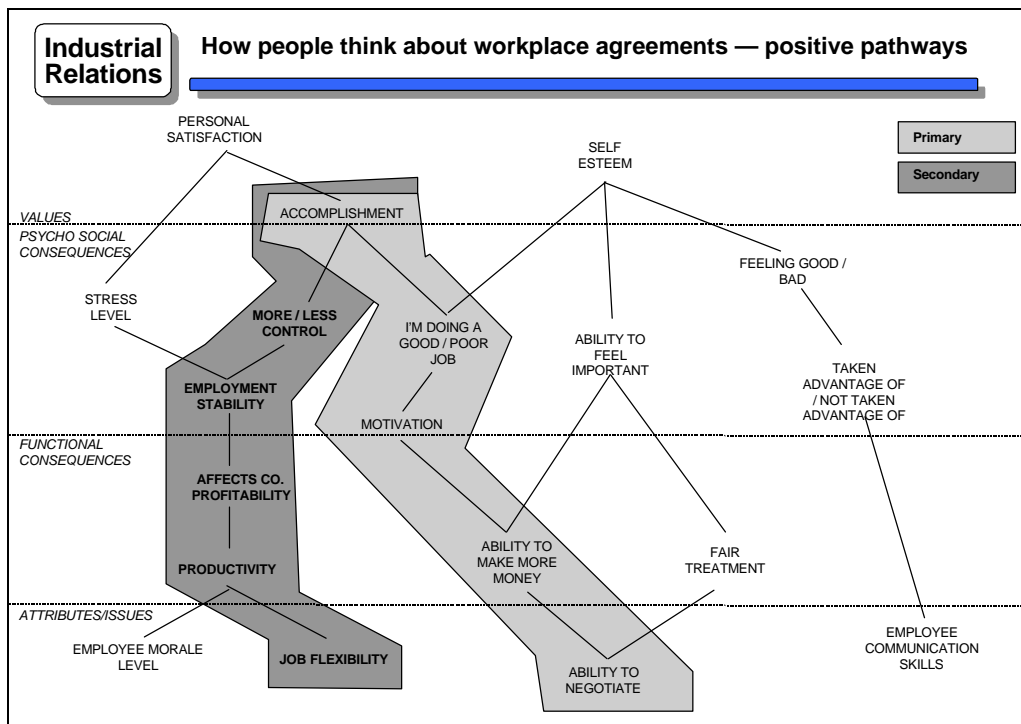 Industrial
Relations
How people think about workplace agreements — positive pathways
Primary
Secondary
PERSONAL
SATISFACTION
SELF
ESTEEM
ACCOMPLISHMENT
VALUES
PSYCHO SOCIAL
CONSEQUENCES
FEELING GOOD /
BAD
STRESS
LEVEL
MORE / LESS
CONTROL
I'M DOING A
GOOD / POOR
JOB
ABILITY TO
FEEL
IMPORTANT
TAKEN
ADVANTAGE OF
/ NOT TAKEN
ADVANTAGE OF
EMPLOYMENT
STABILITY
MOTIVATION
FUNCTIONAL
CONSEQUENCES
AFFECTS CO.
PROFITABILITY
PRODUCTIVITY
ABILITY TO
MAKE MORE
MONEY
FAIR
TREATMENT
ATTRIBUTES/ISSUES
EMPLOYEE MORALE
LEVEL
JOB FLEXIBILITY
ABILITY TO
NEGOTIATE
EMPLOYEE
COMMUNICATION
SKILLS